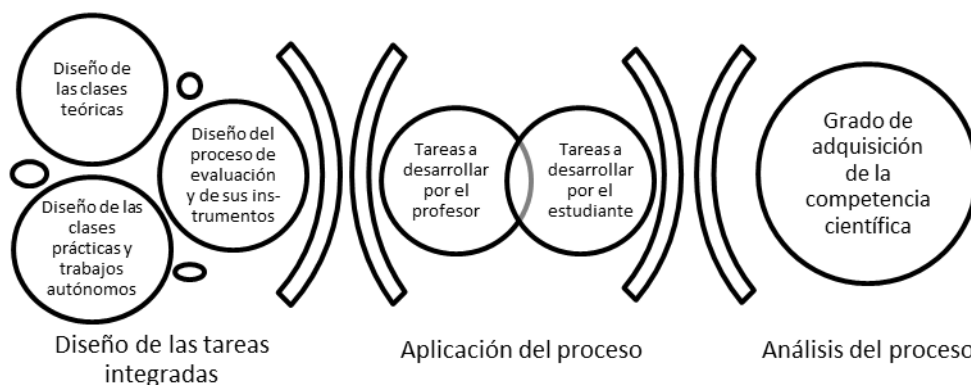 Diseño de
las clases
teóricas
Diseño del
proceso de
evaluación
y de sus ins-
trumentos
Diseño de las
clases
prácticas y
trabajos
autónomos
Diseño de las tareas
integradas
Tareas a
desarrollar
por el
profesor
Tareas a
desarrollar
por el
estudiante
Aplicación del proceso
Grado de
adquisición
de la
competencia
científica
Análisis del proceso